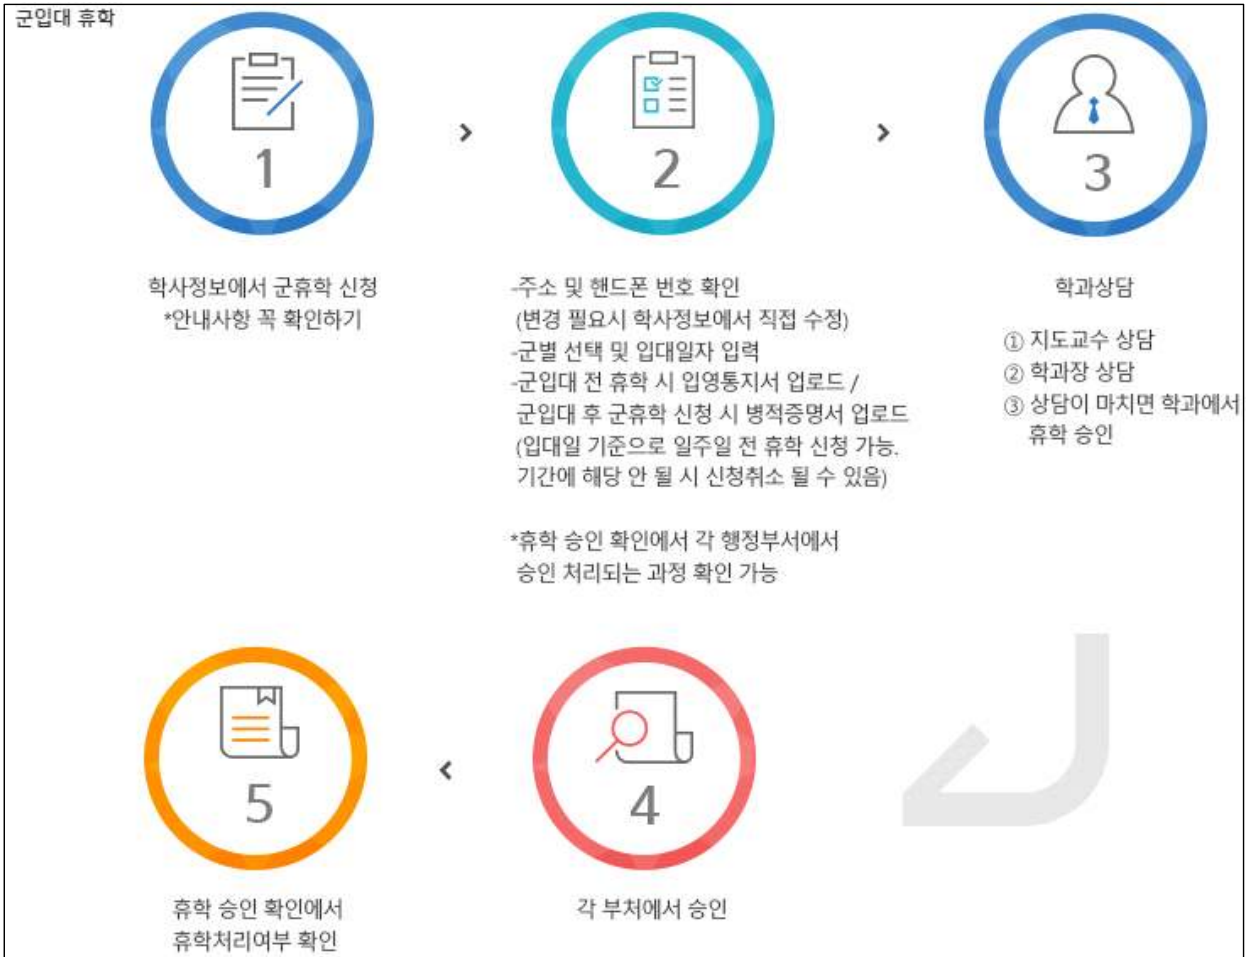 군입대 휴학
1
학사정보에서 군휴학 신청
*안내사항 꼭 확인하기
2
-주소 및 핸드폰 번호 확인
(변경 필요시 학사정보에서 직접 수정)
-군별 선택 및 입대일자 입력
-군입대 전 휴학 시 입영통지서 업로드 /
군입대 후 군휴학 신청 시 병적증명서 업로드
(입대일 기준으로 일주일 전 휴학 신청 가능.
기간에 해당 안 될 시 신청취소 될 수 있음)
*휴학 승인 확인에서 각 행정부서에서
승인 처리되는 과정 확인 가능
3
학과상담
① 지도교수 상담
② 학과장 상담
③ 상담이 마치면 학과에서
휴학 승인
4
각 부처에서 승인
5
휴학 승인 확인에서
휴학처리여부 확인